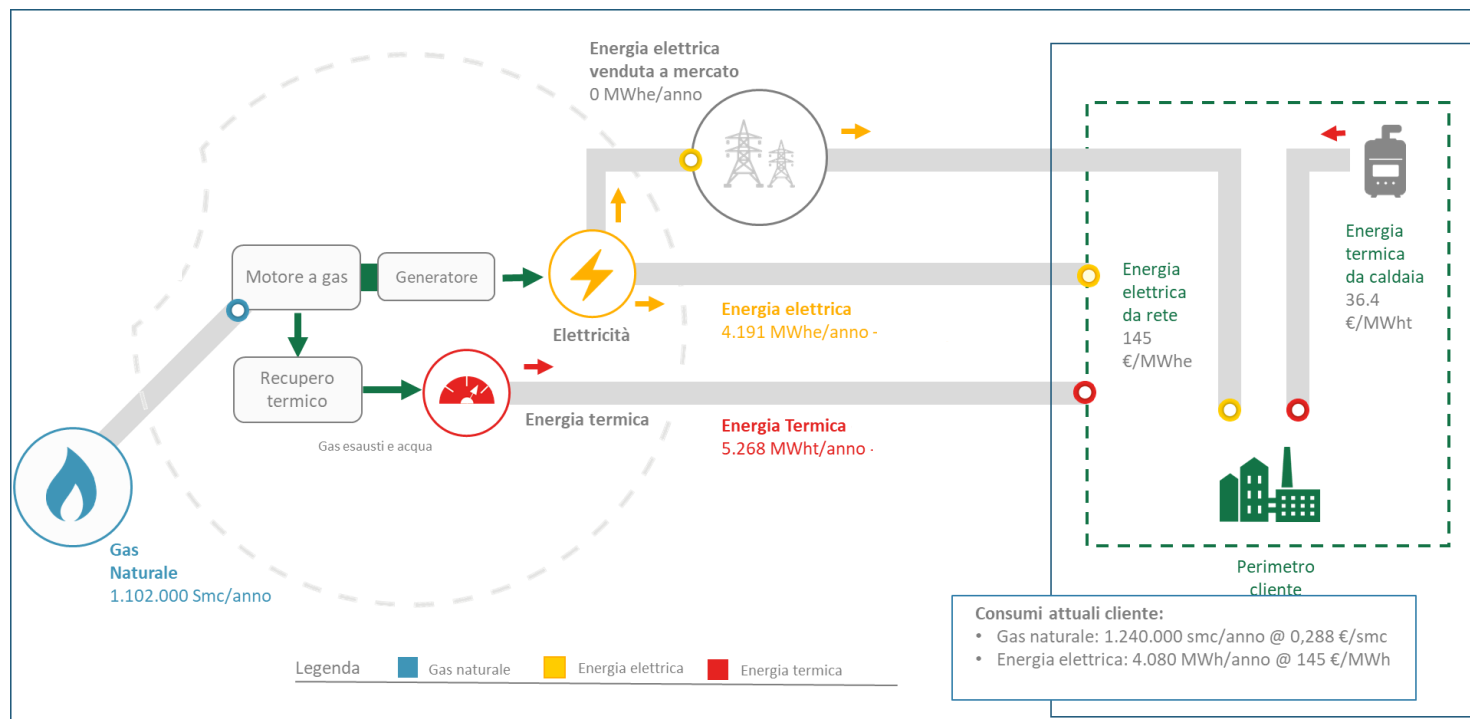 Energia elettrica
venduta a mercato
0 MWhe/anno
Motore a gas
Generatore
Elettricità
Recupero
termico
Gas esausti e acqua
Energia termica
Energia elettrica
4.191 MWhe/anno -
Energia Termica
5.268 MWht/anno -
Energia
elettrica
da rete
145
€/MWhe
Energia
termica
da caldaia
36.4
€/MWht
Gas
Naturale
1.102.000 Smc/anno
Perimetro
cliente
Consumi attuali cliente:
• Gas naturale: 1.240.000 smc/anno @ 0,288 €/smc
• Energia elettrica: 4.080 MWh/anno @ 145 €/MWh
Legenda
Gas naturale
Energia elettrica
Energia termica